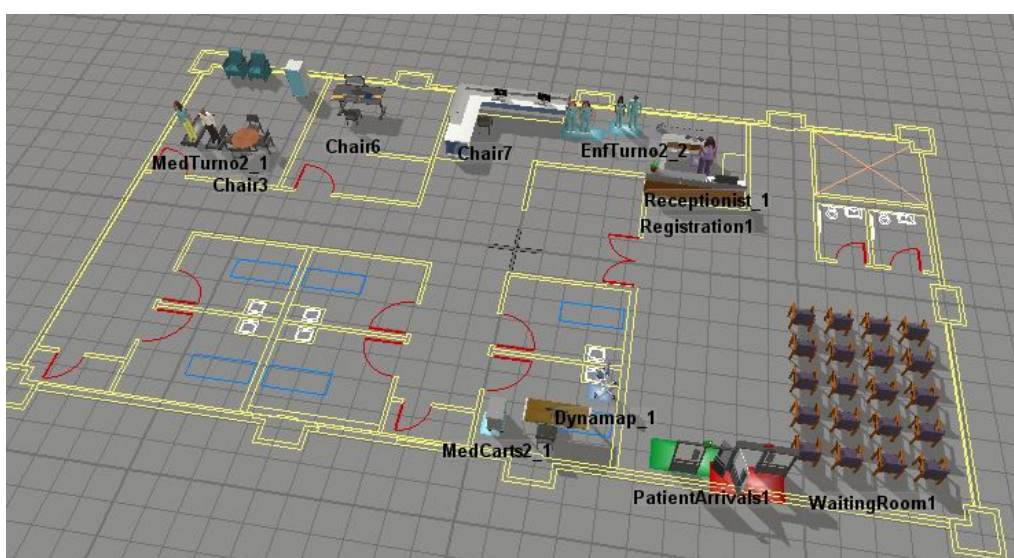 Chair6
Chair7
EnfTurno2_2
MedTurno2_1
Chair3
Receptionist_1
Registration1
Dynamap_1
MedCarts2_1
PatientArrivals1
WaitingRoom1